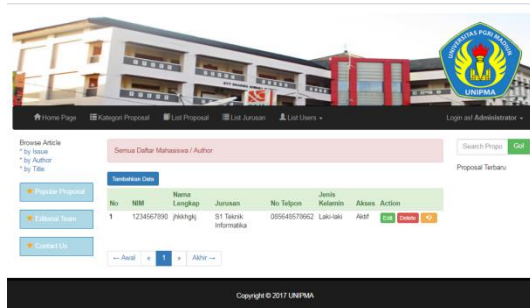 UNIVERSITAS PGRI MADIUN
UNIPMA
Home Page Kategori Proposal List Proposal List Jurusan List Users
Login as! Administrator
Browse Article
* by Issue
* by Author
* by Title
Popular Proposal
Editorial Team
Contact Us
Semua Daftar Mahasiswa / Author
Tambahkan Data
No NIM Nama Lengkap Jurusan No Telpon Jenis Kelamin Akses Action
1 1234567890 jhkhgkj S1 Teknik Informatika 085648578662 Laki-laki Aktif Edit Delete
← Awal « 1 » Akhir →
Search Propo Go!
Proposal Terbaru
Copyright © 2017 UNIPMA